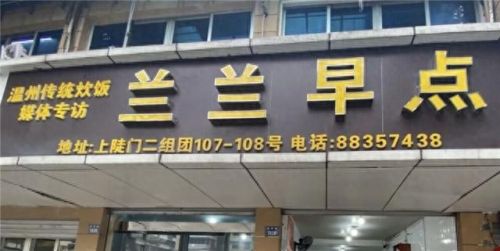 温州传统炊饭
媒体专访
兰兰早点
地址:上陡门二组团107-108号 电话:88357438